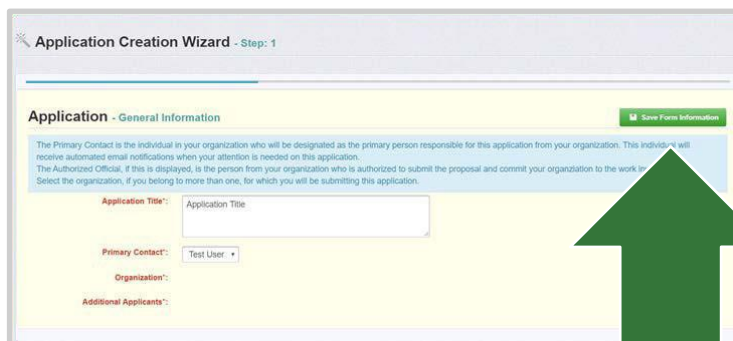 Application Creation Wizard - Step: 1
Application - General Information
Save Form Information
The Primary Contact is the individual in your organization who will be designated as the primary person responsible for this application from your organization. This individual will
receive automated email notifications when your attention is needed on this application.
The Authorized Official, if this is displayed, is the person from your organization who is authorized to submit the proposal and commit your organziation to the work
Select the organization, if you belong to more than one, for which you will be submitting this application.
Application Title*: Application Title
Primary Contact*: Test User
Organization*:
Additional Applicants*: